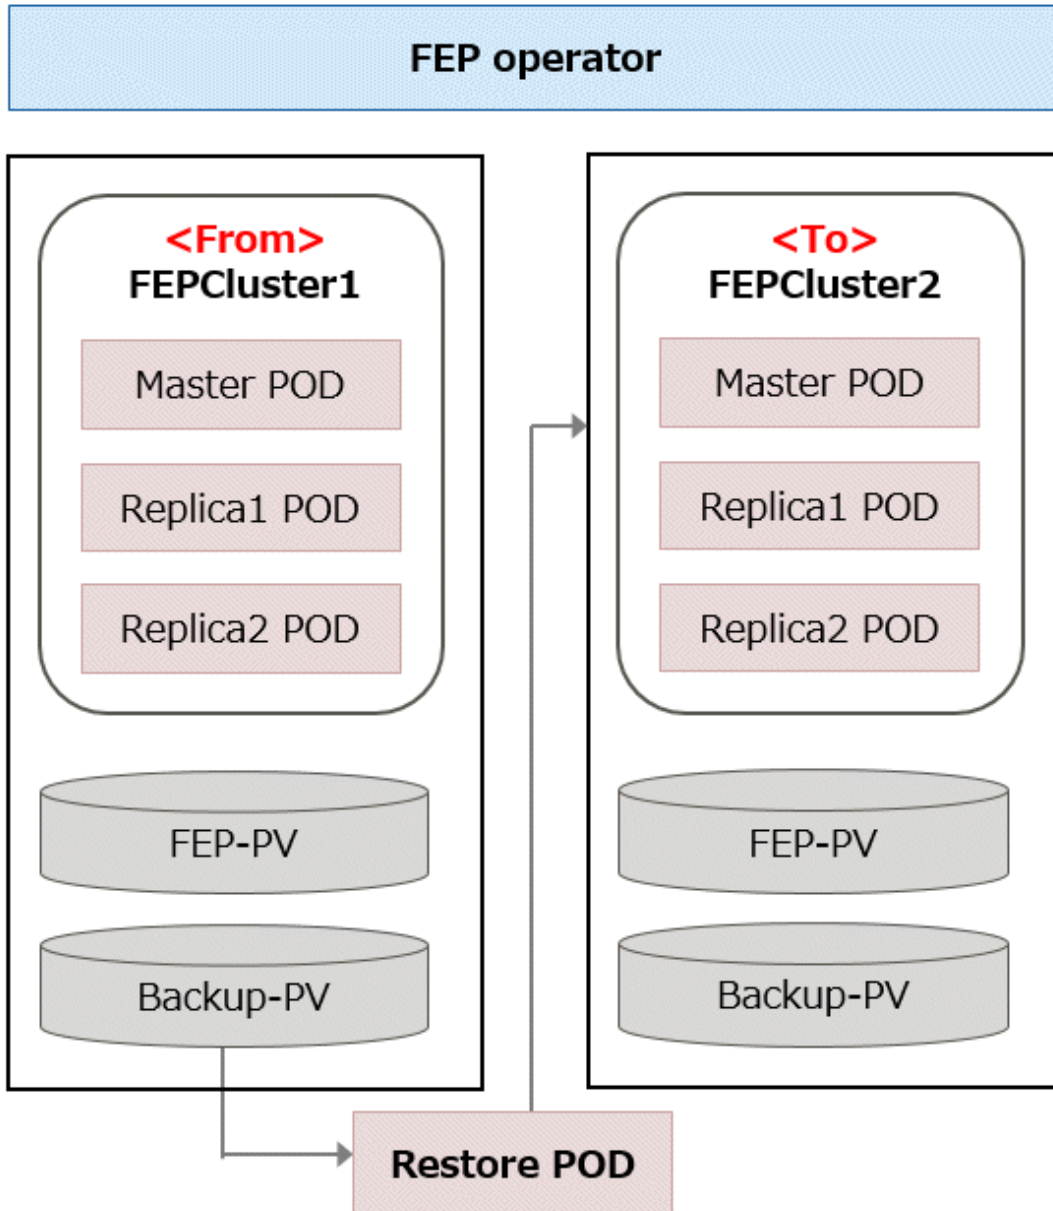 FEP operator
<From>
FEPCluster1
Master POD
Replica1 POD
Replica2 POD
FEP-PV
Backup-PV
<To>
FEPCluster2
Master POD
Replica1 POD
Replica2 POD
FEP-PV
Backup-PV
Restore POD